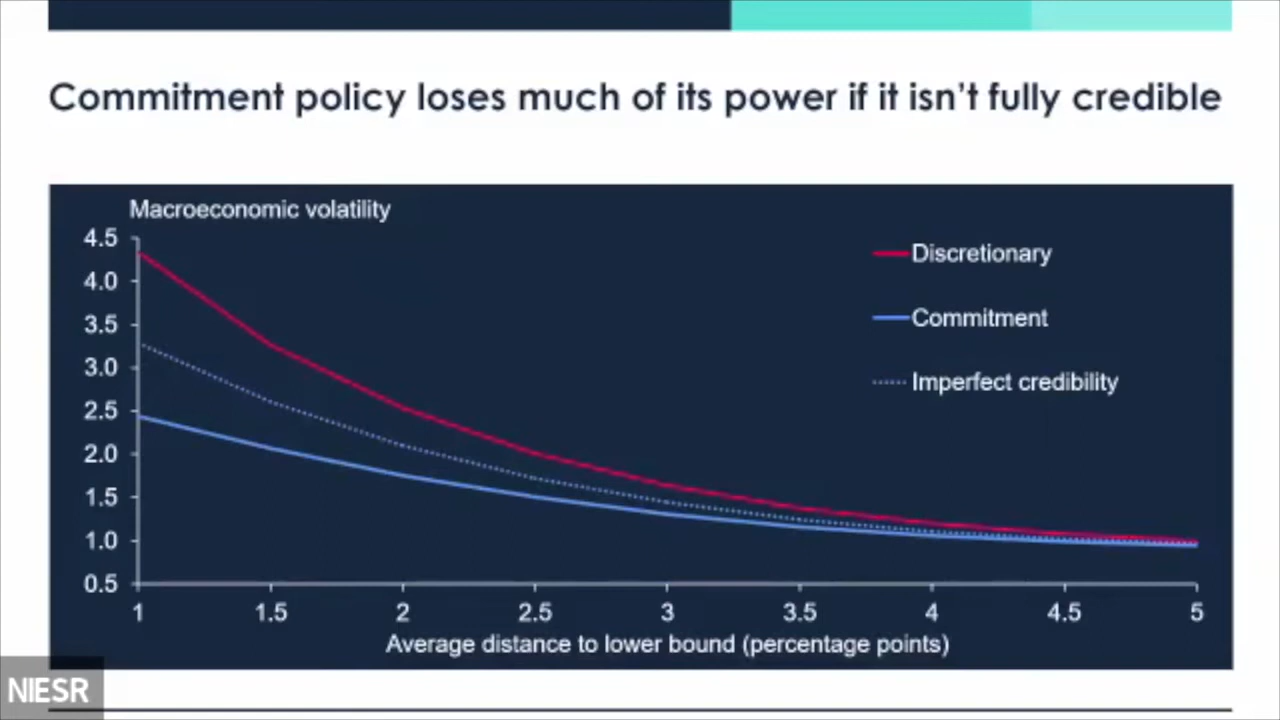 Commitment policy loses much of its power if it isn't fully credible
Macroeconomic volatility
4.5
4.0
3.5
3.0
2.5
2.0
1.5
1.0
0.5
Discretionary
Commitment
Imperfect credibility
1 1.5 2 2.5 3 3.5 4 4.5 5
Average distance to lower bound (percentage points)
NIESR